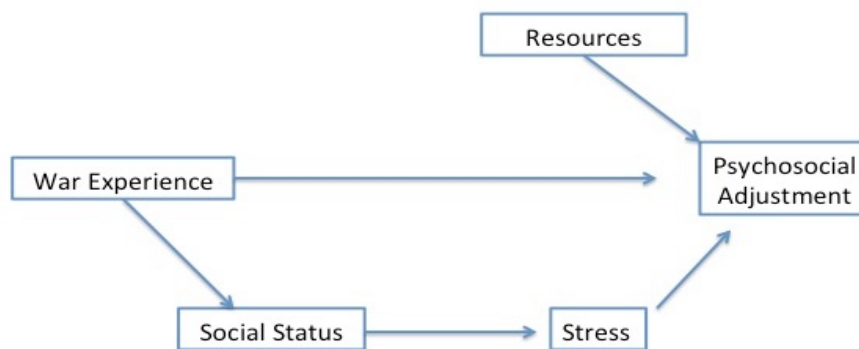 Resources
War Experience
Psychosocial
Adjustment
Social Status
Stress